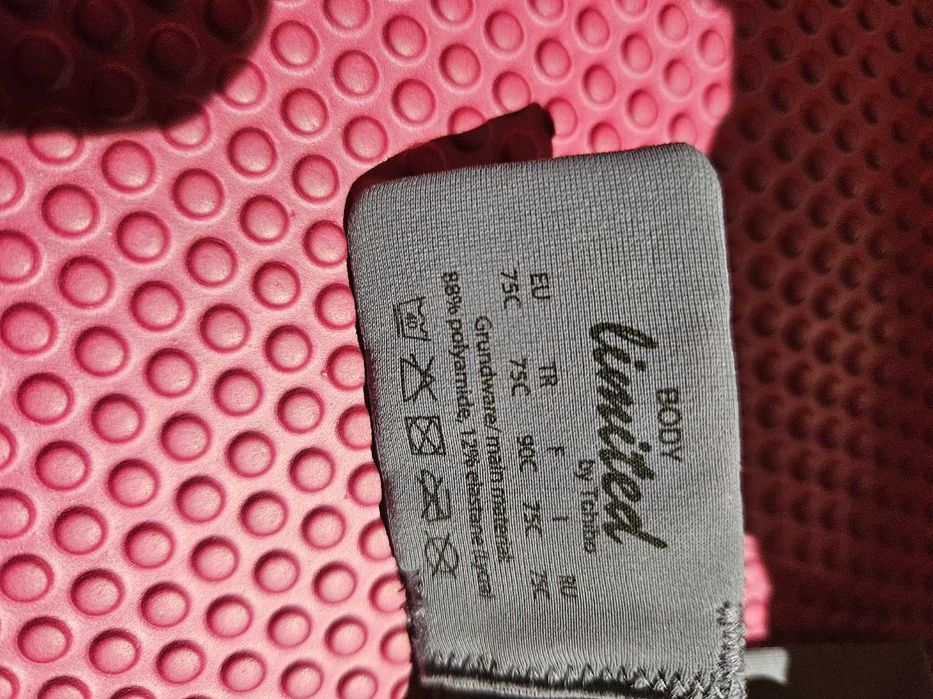 BODY
limited
by Tchibo
EU TR F I RU
75C 75C 90C 75C 75C
Grundware/ main material:
88% polyamide, 12% elastane (Lycra)